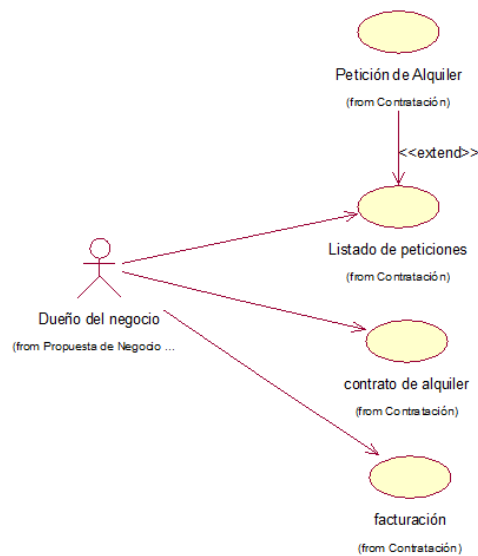 Petición de Alquiler
(from Contratación)
<<extend>>
Listado de peticiones
(from Contratación)
Dueño del negocio
(from Propuesta de Negocio ...
contrato de alquiler
(from Contratación)
facturación
(from Contratación)